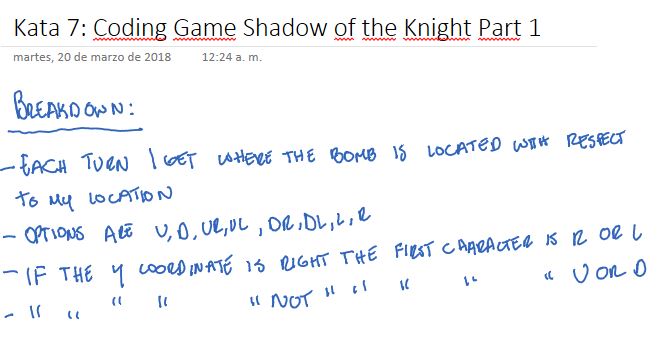 Kata 7: Coding Game Shadow of the Knight Part 1
martes, 20 de marzo de 2018 12:24 a. m.
BREAKDOWN:
- EACH TURN I GET WHERE THE BOMB IS LOCATED WITH RESPECT
TO MY LOCATION
- OPTIONS ARE U, D, UR, UL, DR, DL, L, R
- IF THE Y COORDINATE IS RIGHT THE FIRST CAARACTER IS R OR L
- " " " " " NOT " " " " " U OR D